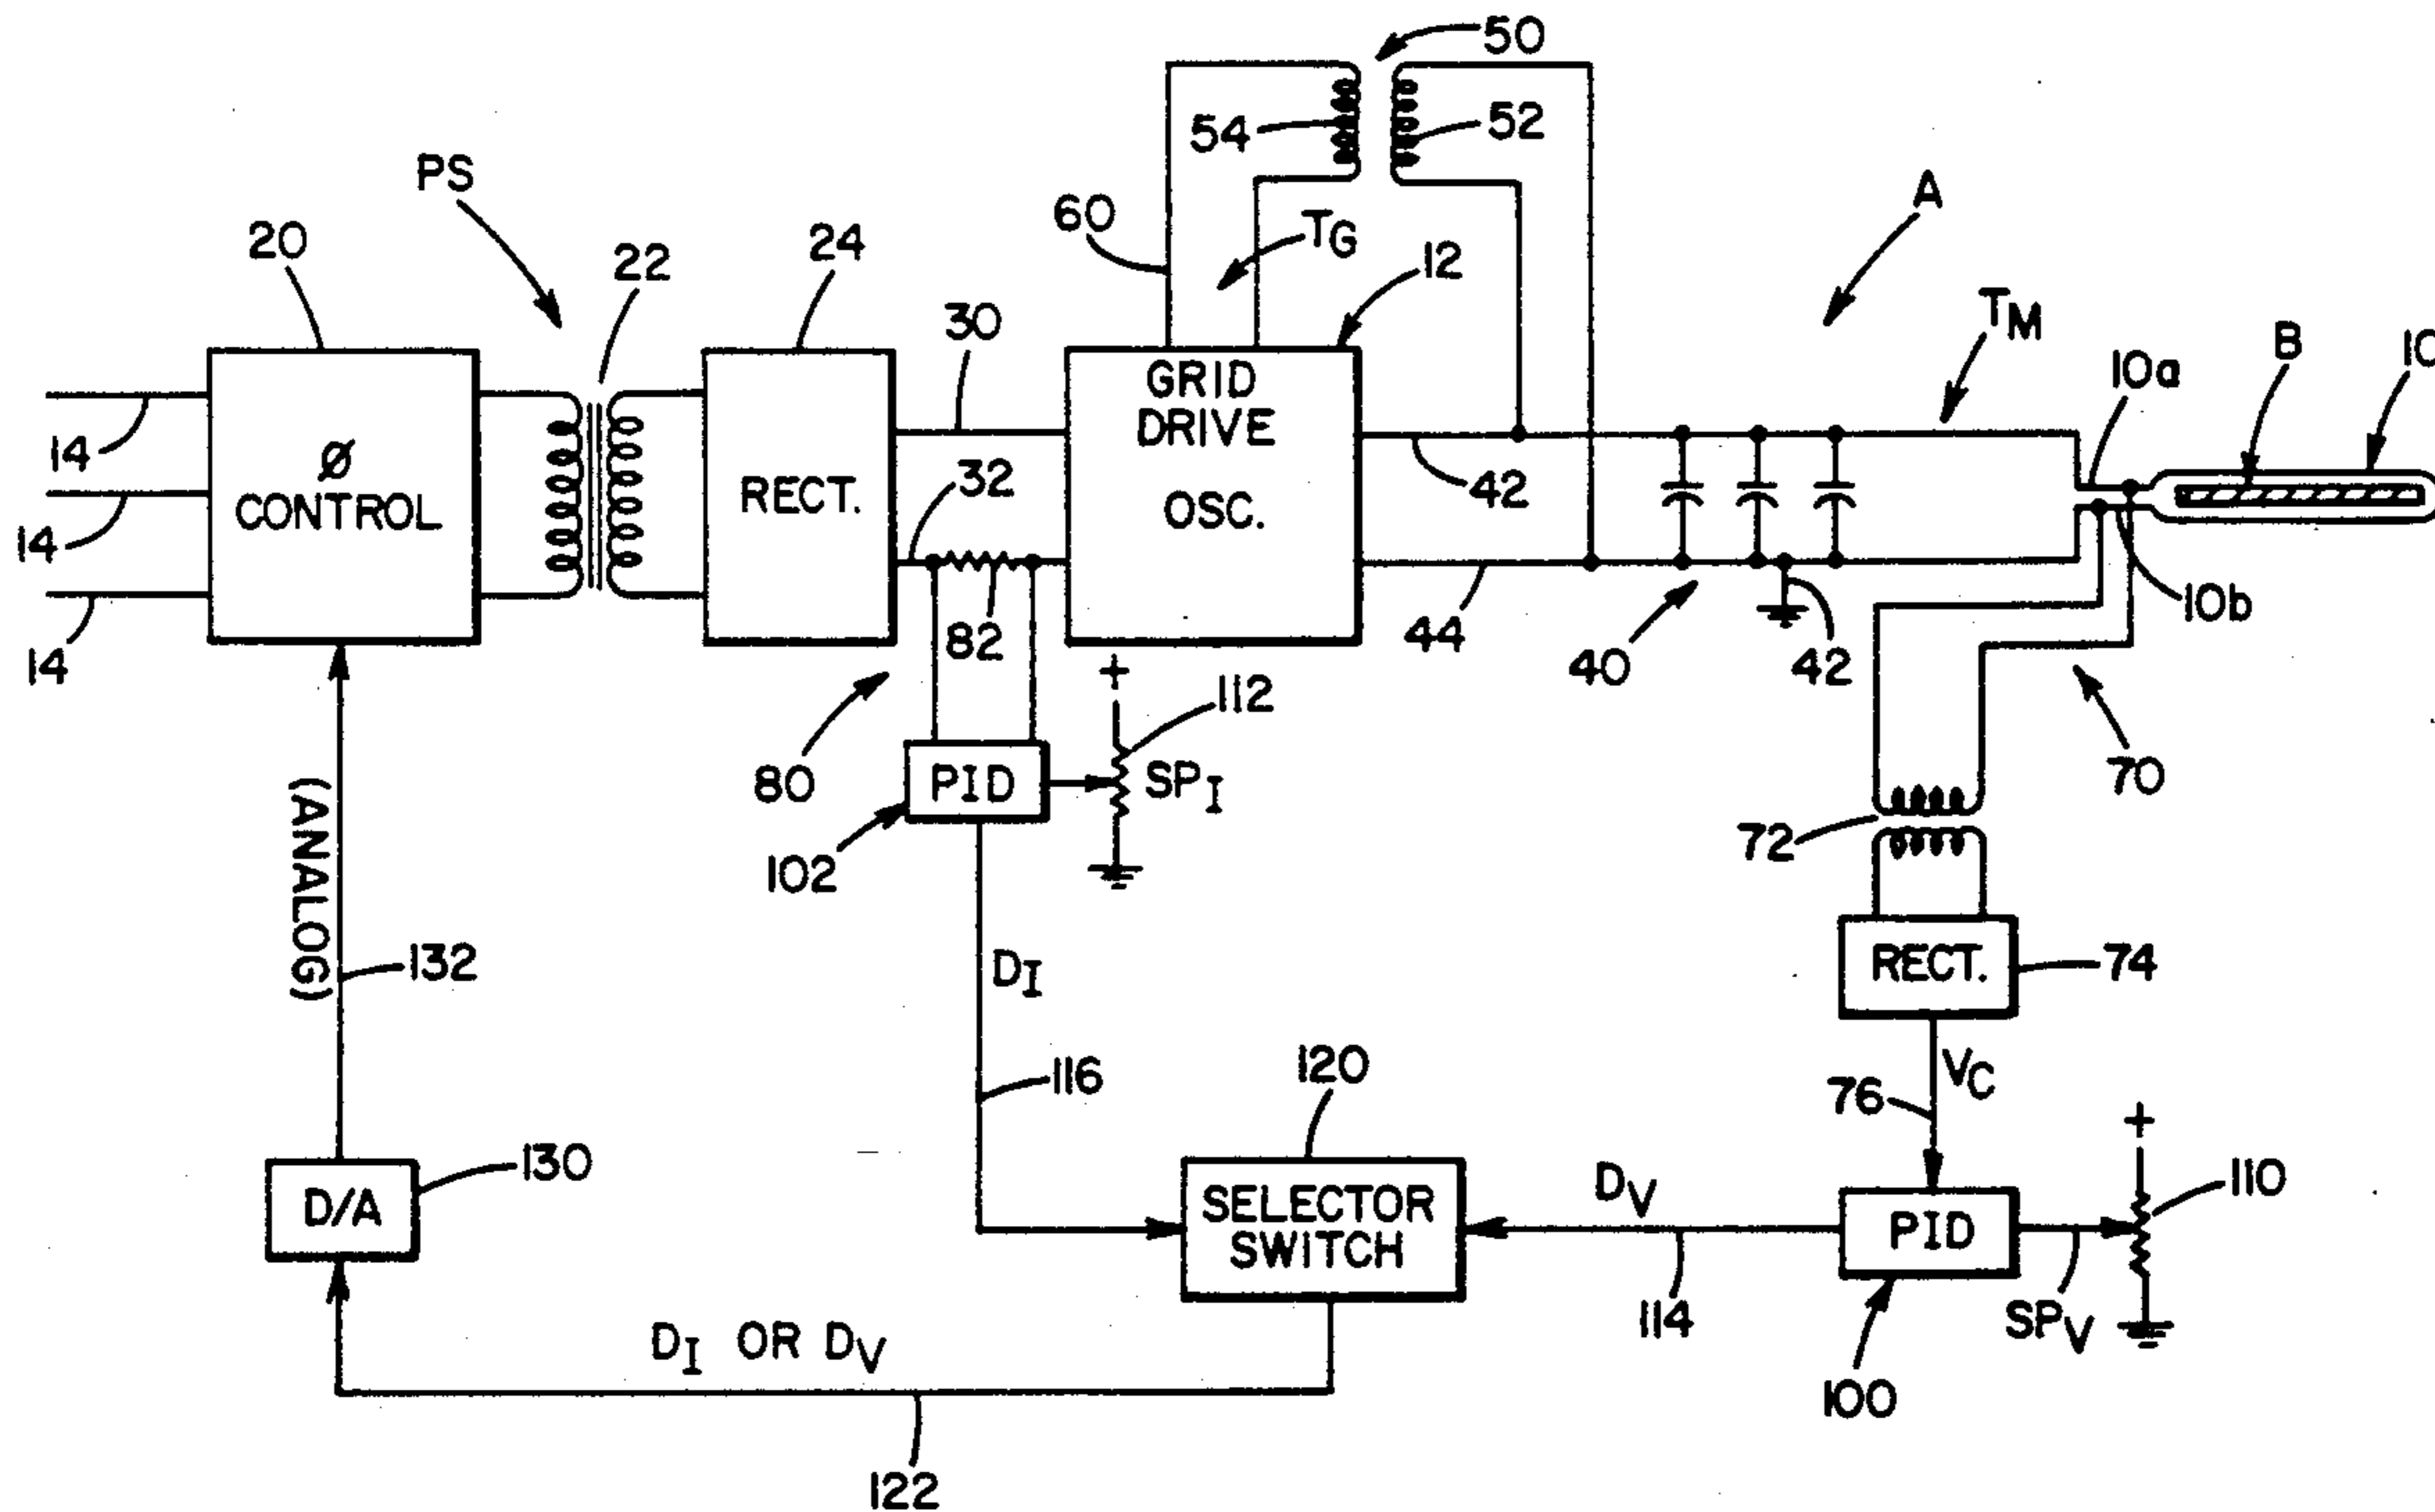 50
54
52
PS
A
60
TG
20
22
24
12
TM
30
B
10
10a
GRID
DRIVE
OSC.
14
Ø
CONTROL
RECT.
32
42
14
14
82
44
40
42
10b
+
112
80
PID
SPI
70
(ANALOG)
102
72
132
DI
RECT.
74
116
120
VC
76
+
130
D/A
SELECTOR
SWITCH
DV
PID
110
114
SPV
DI OR DV
100
122